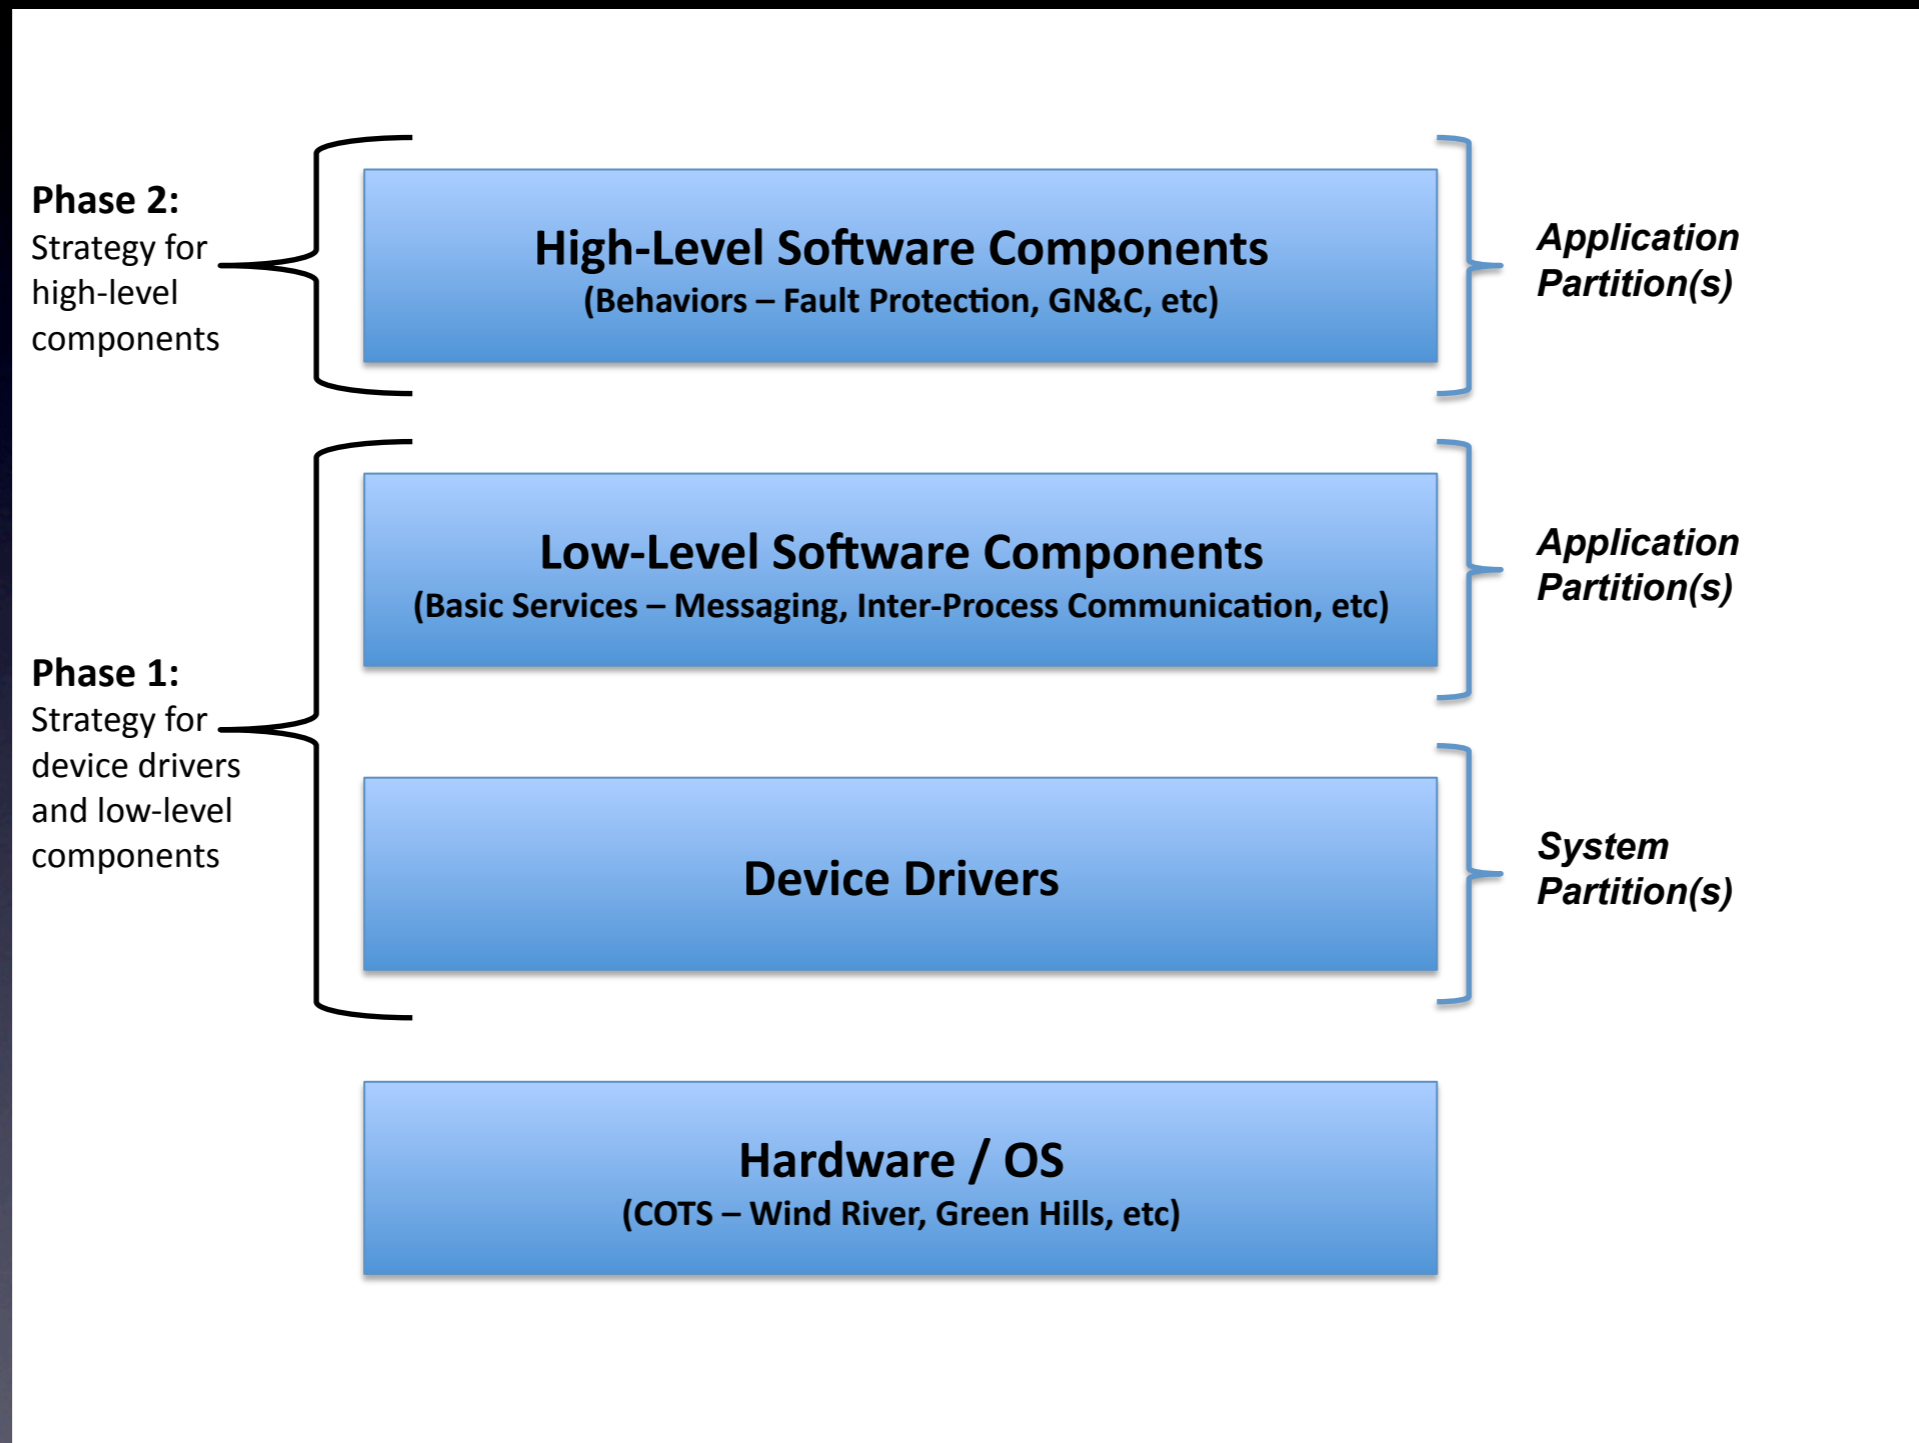 Phase 2:
Strategy for
high-level
components
High-Level Software Components
(Behaviors – Fault Protection, GN&C, etc)
Application
Partition(s)
Low-Level Software Components
(Basic Services – Messaging, Inter-Process Communication, etc)
Application
Partition(s)
Phase 1:
Strategy for
device drivers
and low-level
components
Device Drivers
System
Partition(s)
Hardware / OS
(COTS – Wind River, Green Hills, etc)